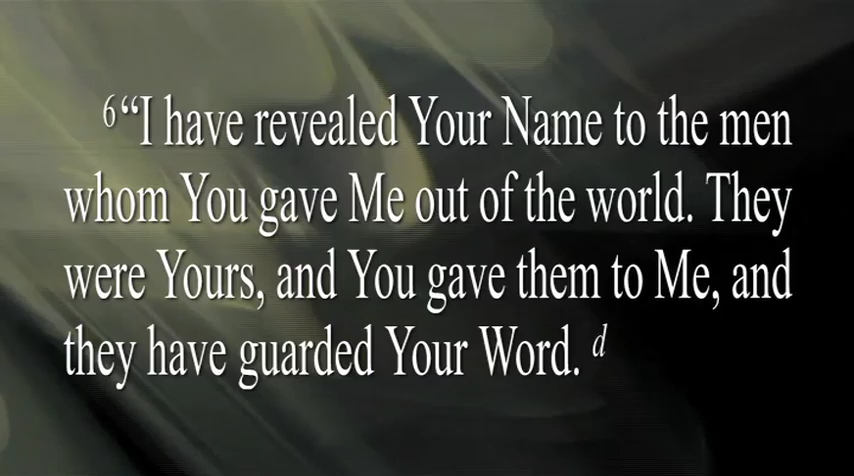 6 “I have revealed Your Name to the men
whom You gave Me out of the world. They
were Yours, and You gave them to Me, and
they have guarded Your Word. d